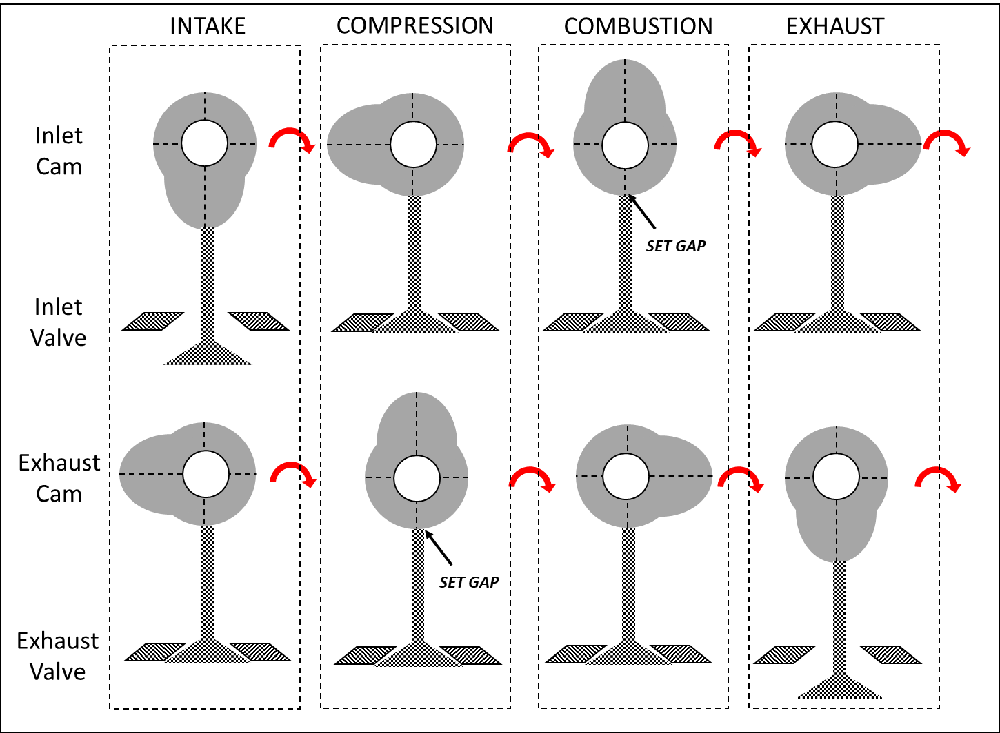 INTAKE
COMPRESSION
COMBUSTION
EXHAUST
Inlet
Cam
SET GAP
Inlet
Valve
Exhaust
Cam
SET GAP
Exhaust
Valve